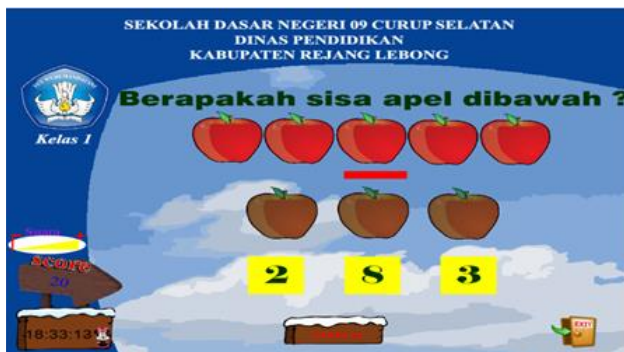 SEKOLAH DASAR NEGERI 09 CURUP SELATAN
DINAS PENDIDIKAN
KABUPATEN REJANG LEBONG
Berapakah sisa apel dibawah ?
Kelas 1
2 8 3
Suara
SCORE
20
18:33:13
EXIT